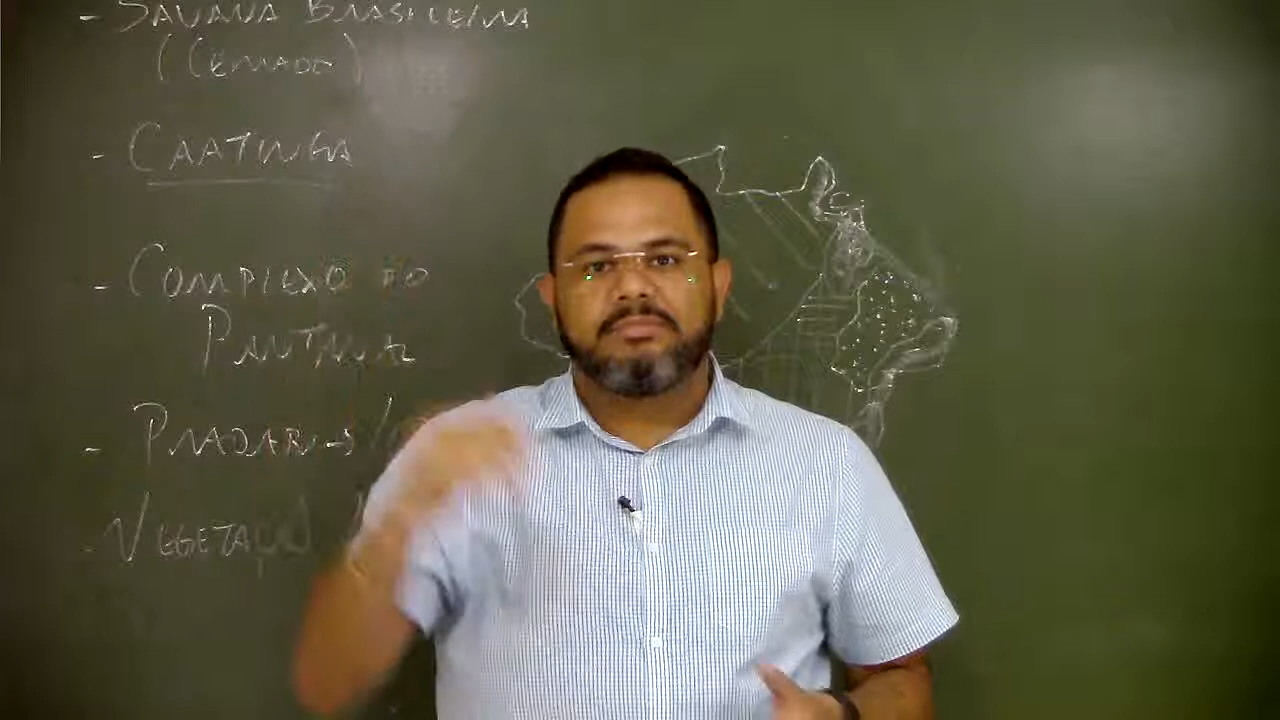 - SAVANA BRASILEIRA
(CERRADO)
- CAATINGA
- COMPLEXO DO
PANTANAL
- PRADARIAS/
- VEGETAÇÃO